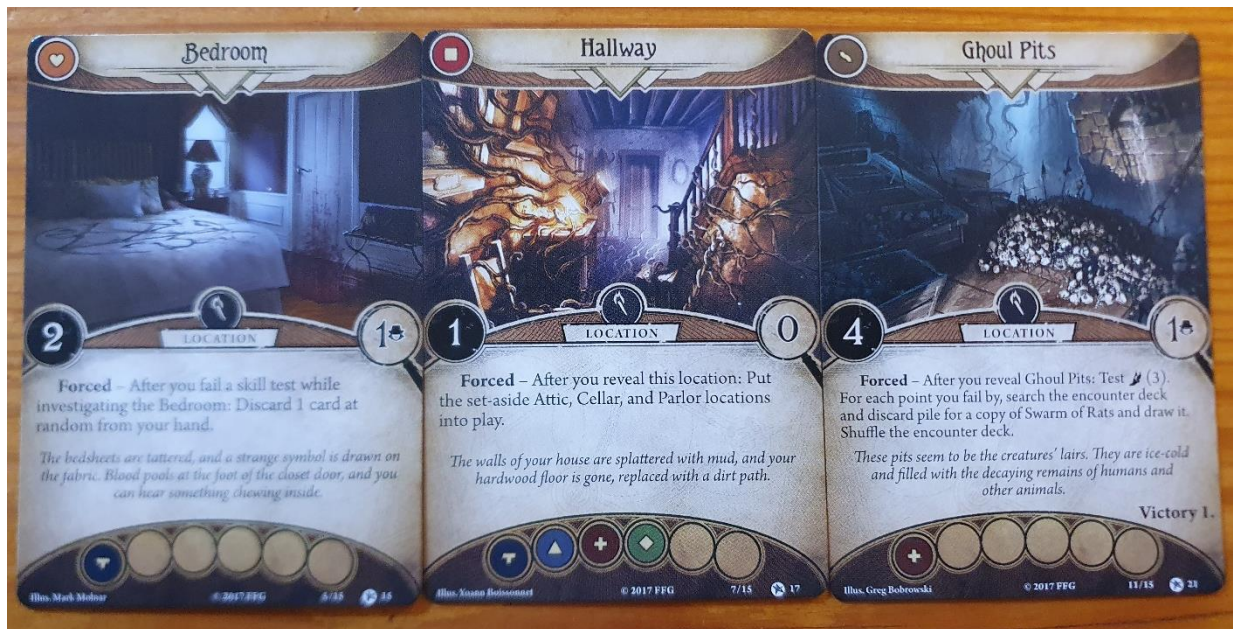 Bedroom
2
LOCATION
1
Forced – After you fail a skill test while
investigating the Bedroom: Discard 1 card at
random from your hand.
The bedsheets are tattered, and a strange symbol is drawn on
the fabric. Blood pools at the foot of the closet door, and you
can hear something chewing inside.
Illus. Mark Molnar
© 2017 FFG
16
Hallway
1
LOCATION
0
Forced – After you reveal this location: Put
the set-aside Attic, Cellar, and Parlor locations
into play.
The walls of your house are splattered with mud, and your
hardwood floor is gone, replaced with a dirt path.
Illus. Yoann Boissonnet
© 2017 FFG
7/15
17
Ghoul Pits
4
LOCATION
1
Forced – After you reveal Ghoul Pits: Test (3).
For each point you fail by, search the encounter deck
and discard pile for a copy of Swarm of Rats and draw it.
Shuffle the encounter deck.
These pits seem to be the creatures' lairs. They are ice-cold
and filled with the decaying remains of humans and
other animals.
Victory 1.
Illus. Greg Bobrowski
© 2017 FFG
11/15
21